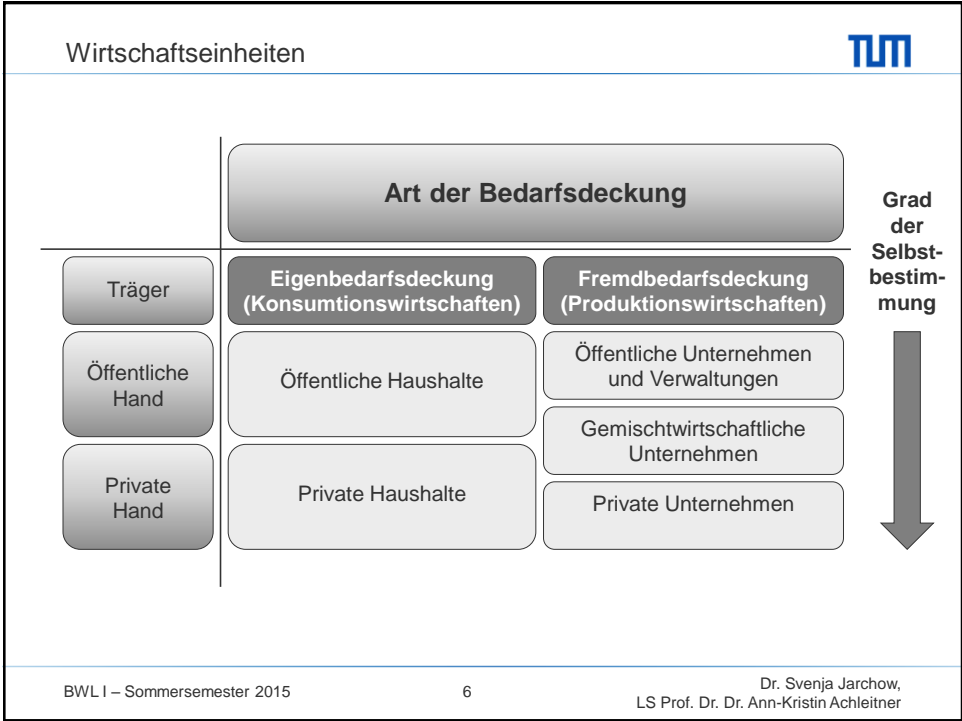 Wirtschaftseinheiten
TUM
Art der Bedarfsdeckung
Grad
der
Selbst-
bestim-
mung
Träger
Eigenbedarfsdeckung
(Konsumtionswirtschaften)
Fremdbedarfsdeckung
(Produktionswirtschaften)
Öffentliche
Hand
Öffentliche Haushalte
Öffentliche Unternehmen
und Verwaltungen
Gemischtwirtschaftliche
Unternehmen
Private
Hand
Private Haushalte
Private Unternehmen
BWL I – Sommersemester 2015
6
Dr. Svenja Jarchow,
LS Prof. Dr. Dr. Ann-Kristin Achleitner